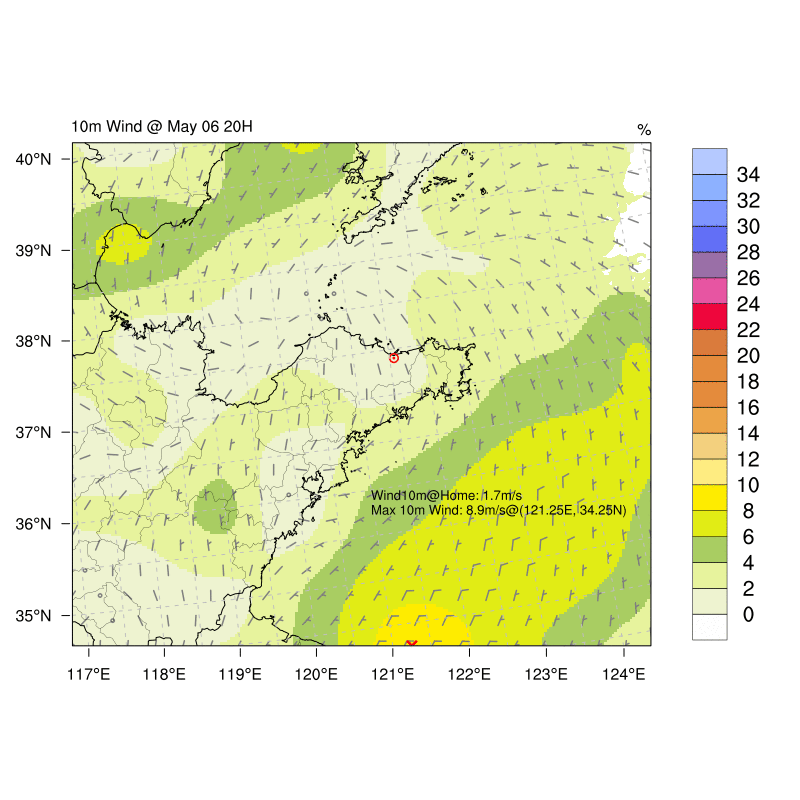 10m Wind @ May 06 20H
%
40°N
39°N
38°N
37°N
36°N
35°N
117°E
118°E
119°E
120°E
121°E
122°E
123°E
124°E
Wind10m@Home: 1.7m/s
Max 10m Wind: 8.9m/s@(121.25E, 34.25N)
34
32
30
28
26
24
22
20
18
16
14
12
10
8
6
4
2
0